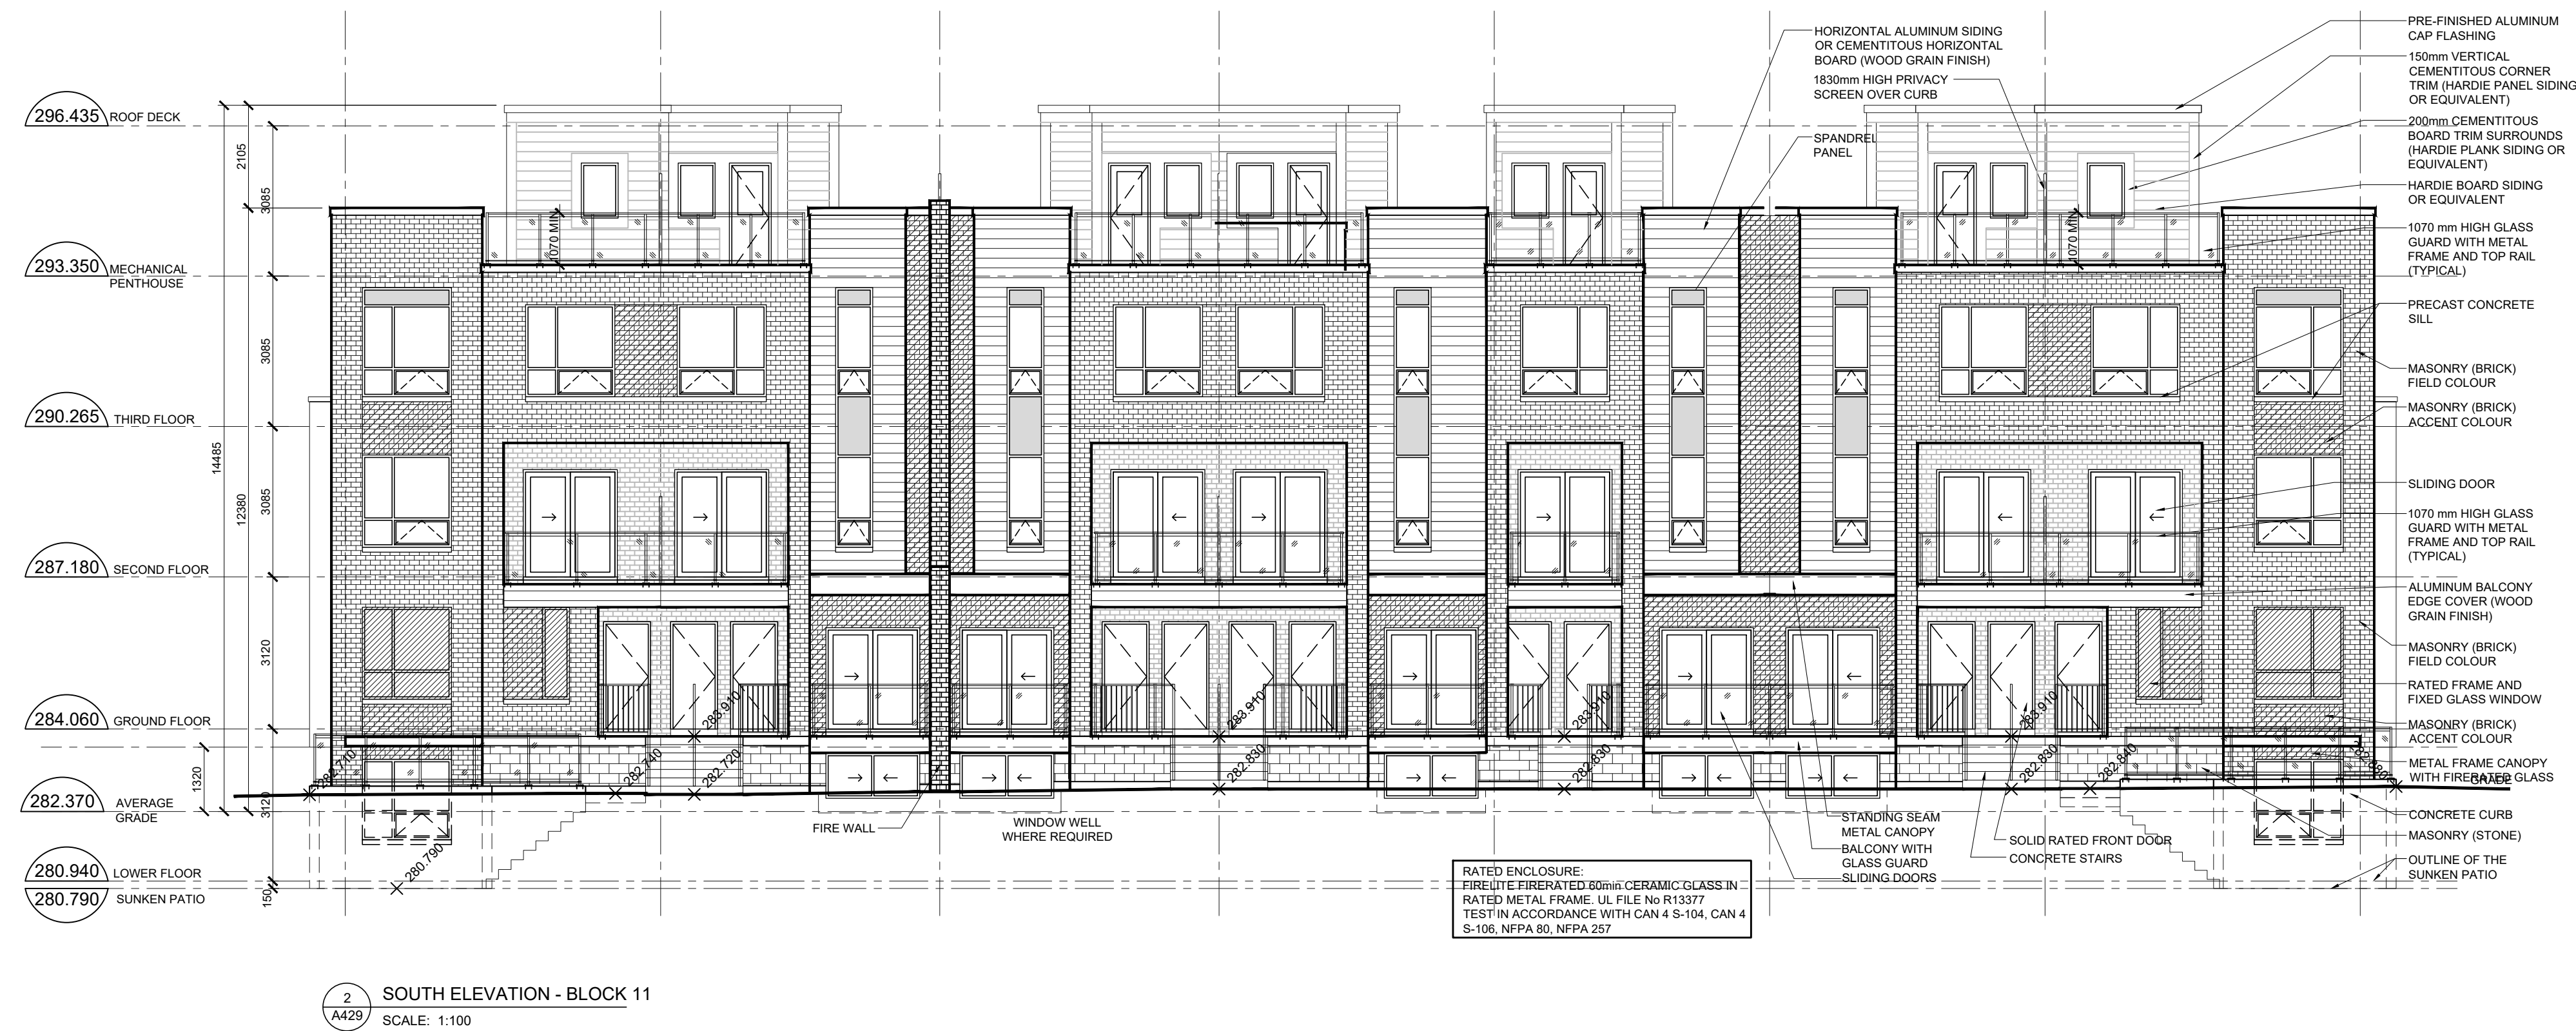 296.435 ROOF DECK
293.350 MECHANICAL
PENTHOUSE
290.265 THIRD FLOOR
287.180 SECOND FLOOR
284.060 GROUND FLOOR
282.370 AVERAGE
GRADE
280.940 LOWER FLOOR
280.790 SUNKEN PATIO
2105
3085
14485
3085
12380
3085
3120
1320
3120
150
1070 MIN
1070 MIN
HORIZONTAL ALUMINUM SIDING
OR CEMENTITOUS HORIZONTAL
BOARD (WOOD GRAIN FINISH)
1830mm HIGH PRIVACY
SCREEN OVER CURB
SPANDREL
PANEL
PRE-FINISHED ALUMINUM
CAP FLASHING
150mm VERTICAL
CEMENTITOUS CORNER
TRIM (HARDIE PANEL SIDING
OR EQUIVALENT)
200mm CEMENTITOUS
BOARD TRIM SURROUNDS
(HARDIE PLANK SIDING OR
EQUIVALENT)
HARDIE BOARD SIDING
OR EQUIVALENT
1070 mm HIGH GLASS
GUARD WITH METAL
FRAME AND TOP RAIL
(TYPICAL)
PRECAST CONCRETE
SILL
MASONRY (BRICK)
FIELD COLOUR
MASONRY (BRICK)
ACCENT COLOUR
SLIDING DOOR
1070 mm HIGH GLASS
GUARD WITH METAL
FRAME AND TOP RAIL
(TYPICAL)
ALUMINUM BALCONY
EDGE COVER (WOOD
GRAIN FINISH)
MASONRY (BRICK)
FIELD COLOUR
RATED FRAME AND
FIXED GLASS WINDOW
MASONRY (BRICK)
ACCENT COLOUR
METAL FRAME CANOPY
WITH FIRERATED GLASS
GRADE
CONCRETE CURB
MASONRY (STONE)
OUTLINE OF THE
SUNKEN PATIO
283.910
283.910
283.910
283.910
282.710
282.740
282.720
282.830
282.830
282.830
282.840
282.880
280.790
FIRE WALL
WINDOW WELL
WHERE REQUIRED
STANDING SEAM
METAL CANOPY
BALCONY WITH
GLASS GUARD
SLIDING DOORS
SOLID RATED FRONT DOOR
CONCRETE STAIRS
RATED ENCLOSURE:
FIRELITE FIRERATED 60min CERAMIC GLASS IN
RATED METAL FRAME. UL FILE No R13377
TEST IN ACCORDANCE WITH CAN 4 S-104, CAN 4
S-106, NFPA 80, NFPA 257
2
A429
SOUTH ELEVATION - BLOCK 11
SCALE: 1:100